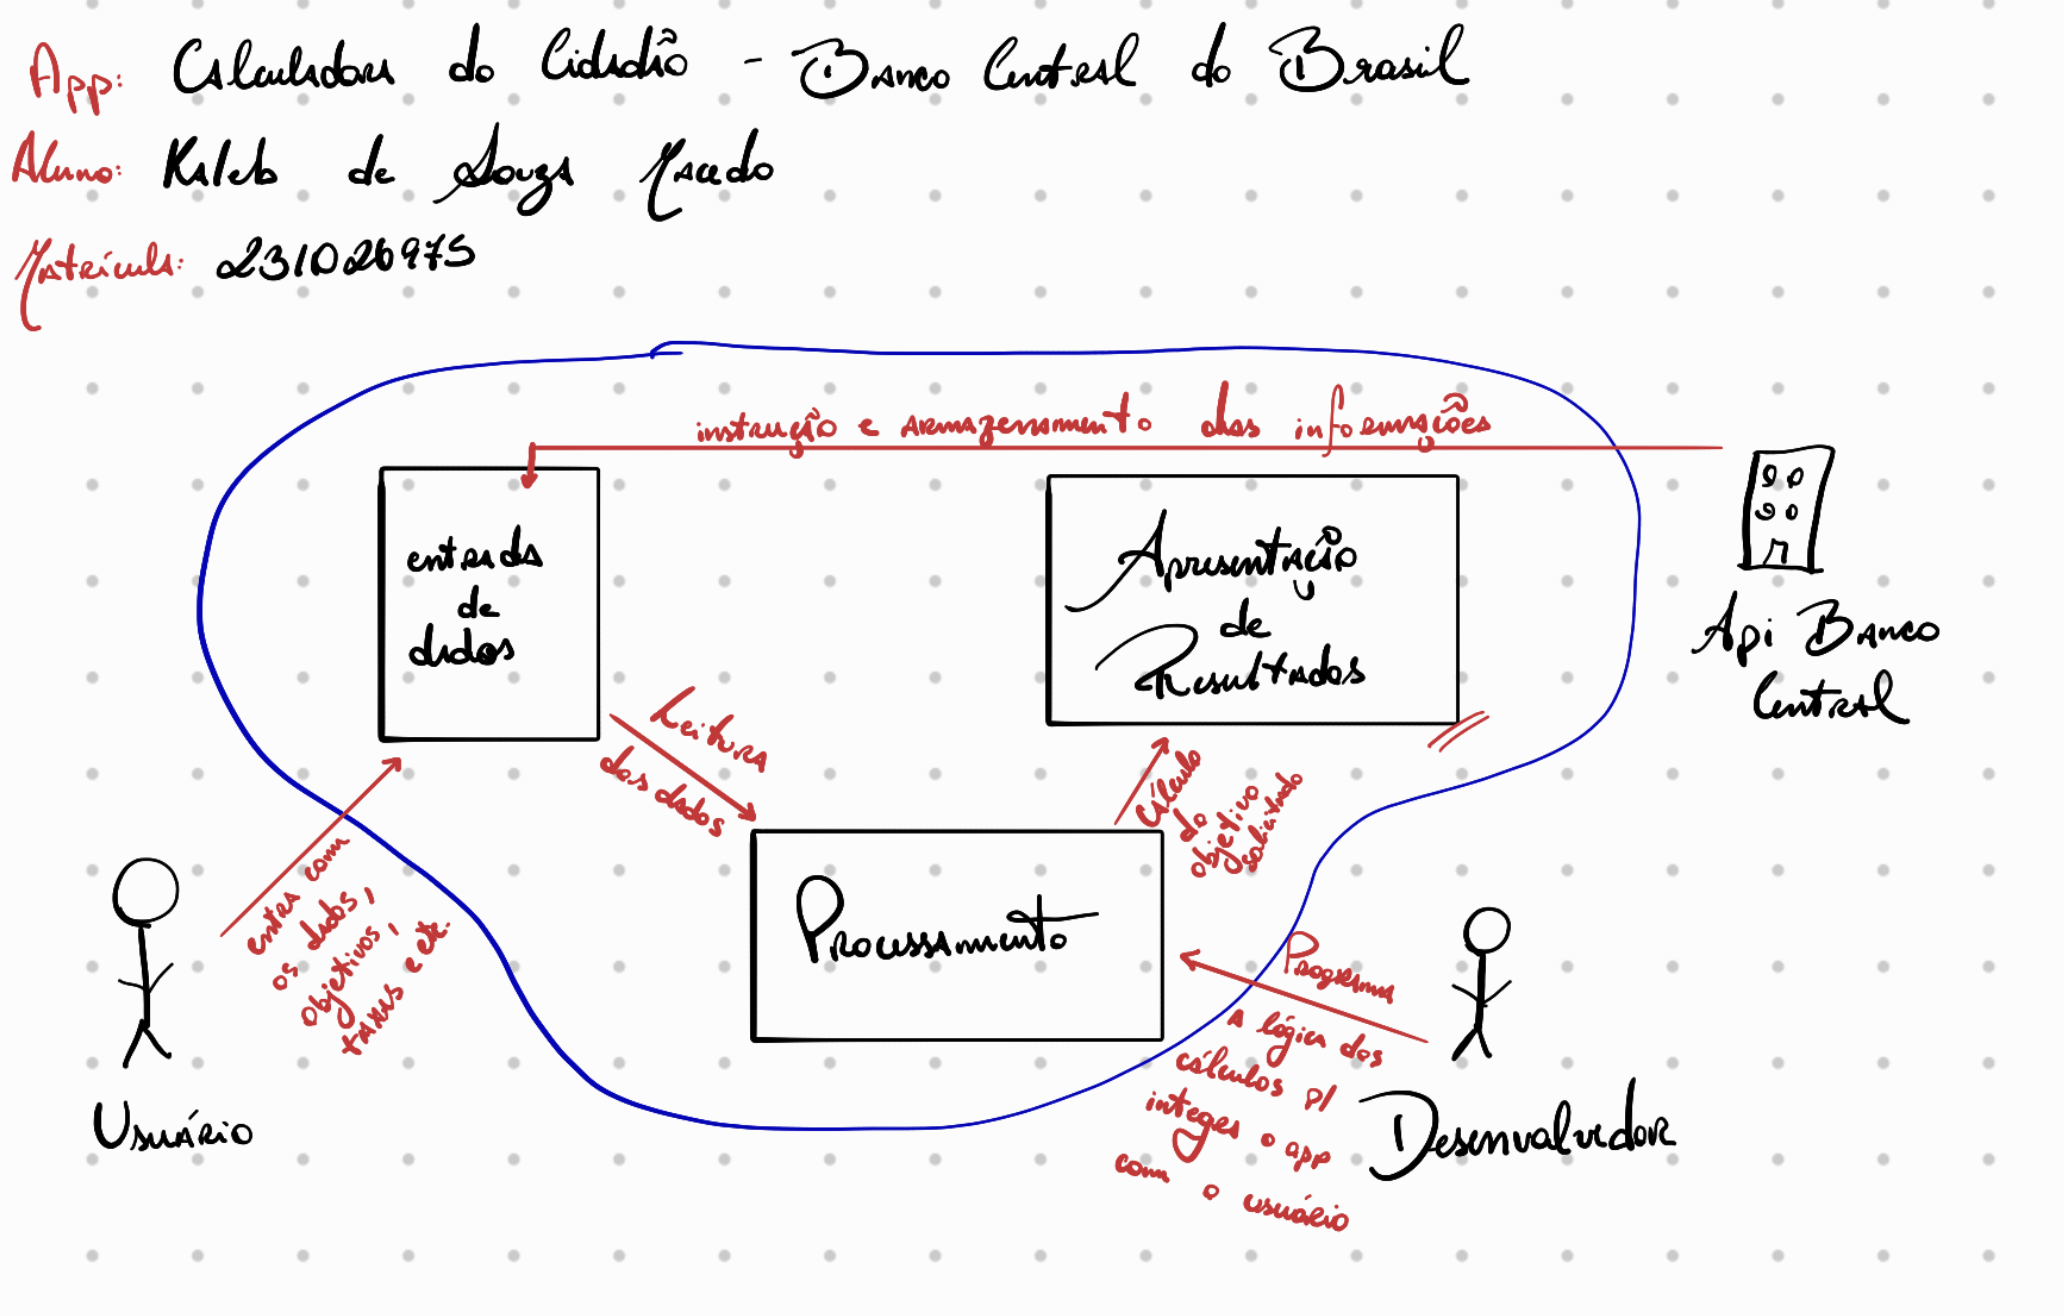 App: Calculadora do Cidadão - Banco Central do Brasil
Aluno: Kaleb de Souza Macedo
Matrícula: 231026975
instrução e armazenamento das informações
entrada
de
dados
Apresentação
de
Resultados
Api Banco
Central
Leitura
dos dados
Cálculo
do
objetivo
solicitado
Processamento
entra com
os dados,
objetivos,
taxas e etc.
Usuário
Programa
a lógica dos
cálculos p/
integrar o app
com o usuário
Desenvolvedor